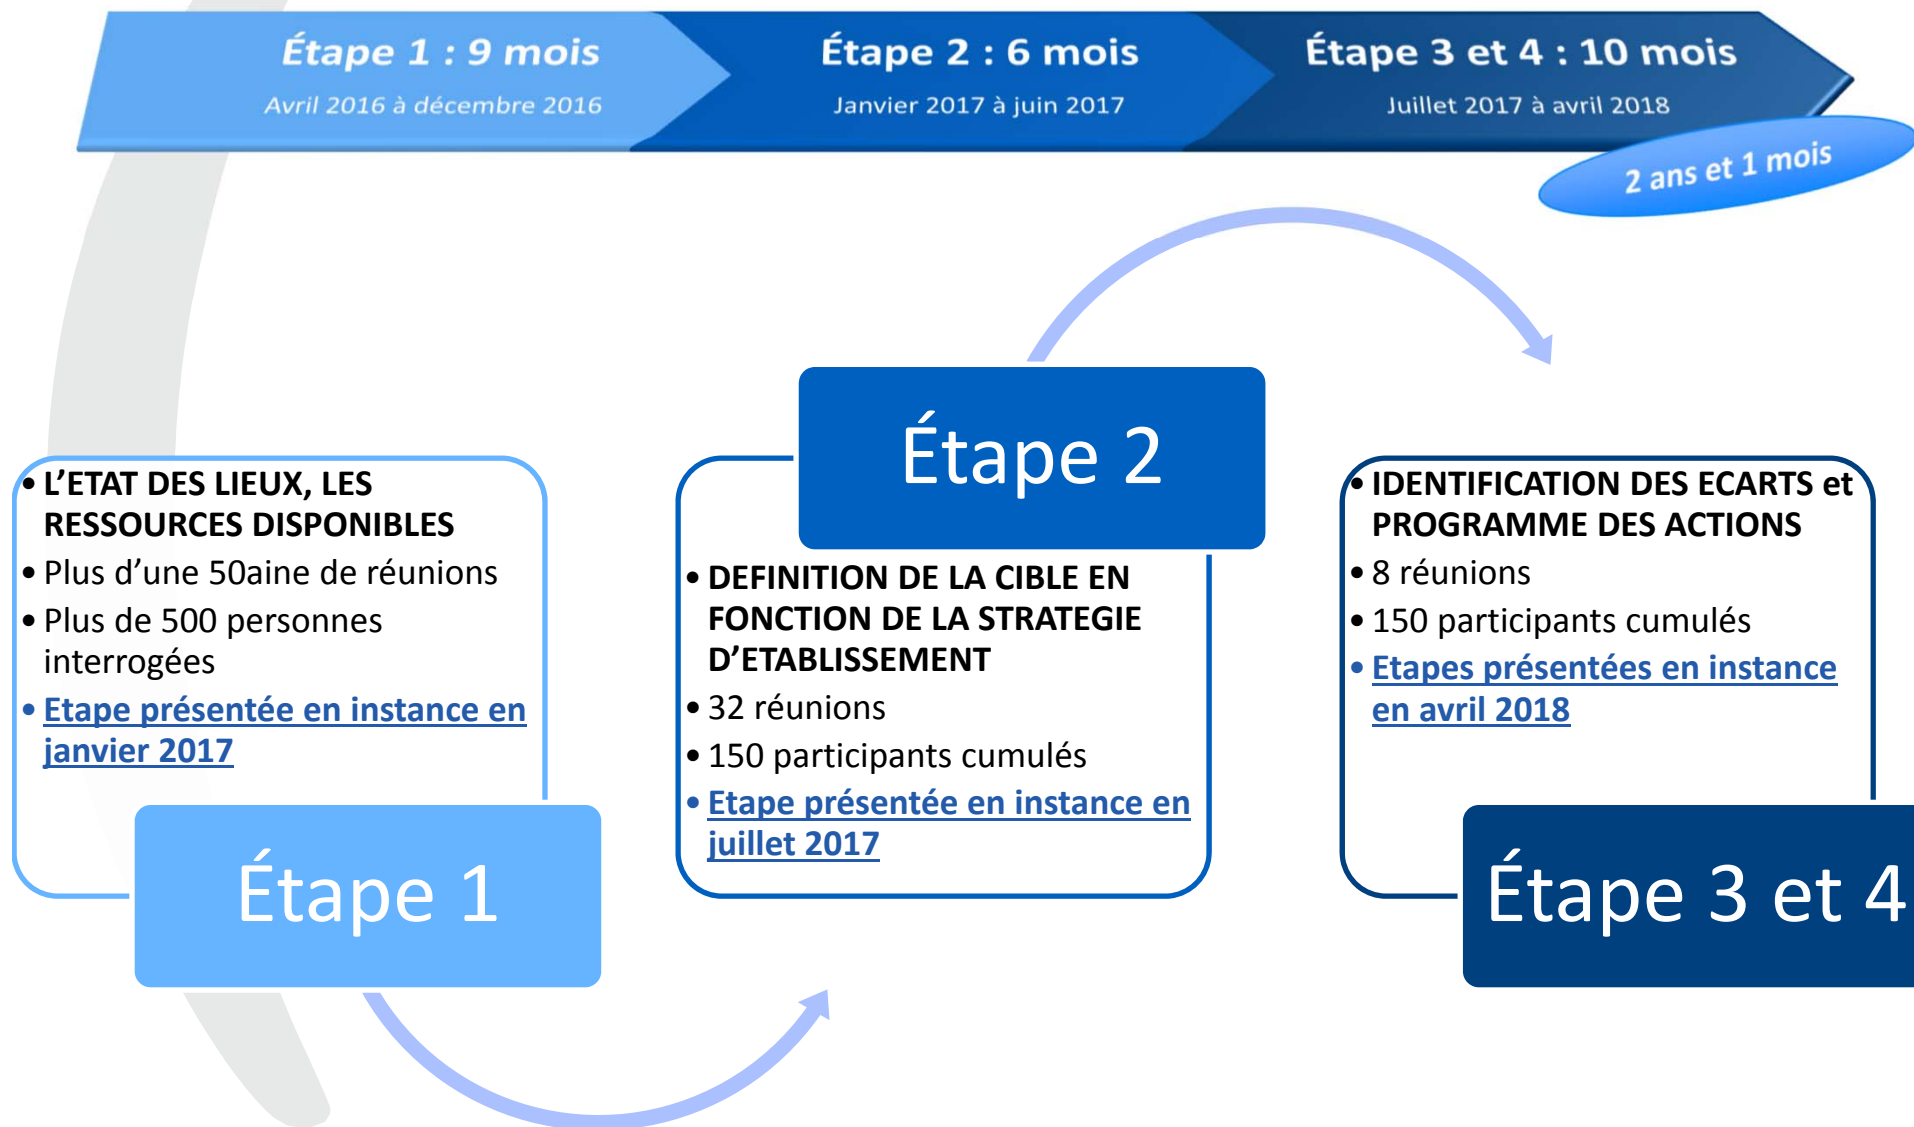 Étape 1 : 9 mois
Avril 2016 à décembre 2016
Étape 2 : 6 mois
Janvier 2017 à juin 2017
Étape 3 et 4 : 10 mois
Juillet 2017 à avril 2018
2 ans et 1 mois
• L’ETAT DES LIEUX, LES
RESSOURCES DISPONIBLES
• Plus d’une 50aine de réunions
• Plus de 500 personnes
interrogées
• Etape présentée en instance en
janvier 2017
Étape 1
Étape 2
• DEFINITION DE LA CIBLE EN
FONCTION DE LA STRATEGIE
D’ETABLISSEMENT
• 32 réunions
• 150 participants cumulés
• Etape présentée en instance en
juillet 2017
• IDENTIFICATION DES ECARTS et
PROGRAMME DES ACTIONS
• 8 réunions
• 150 participants cumulés
• Etapes présentées en instance
en avril 2018
Étape 3 et 4